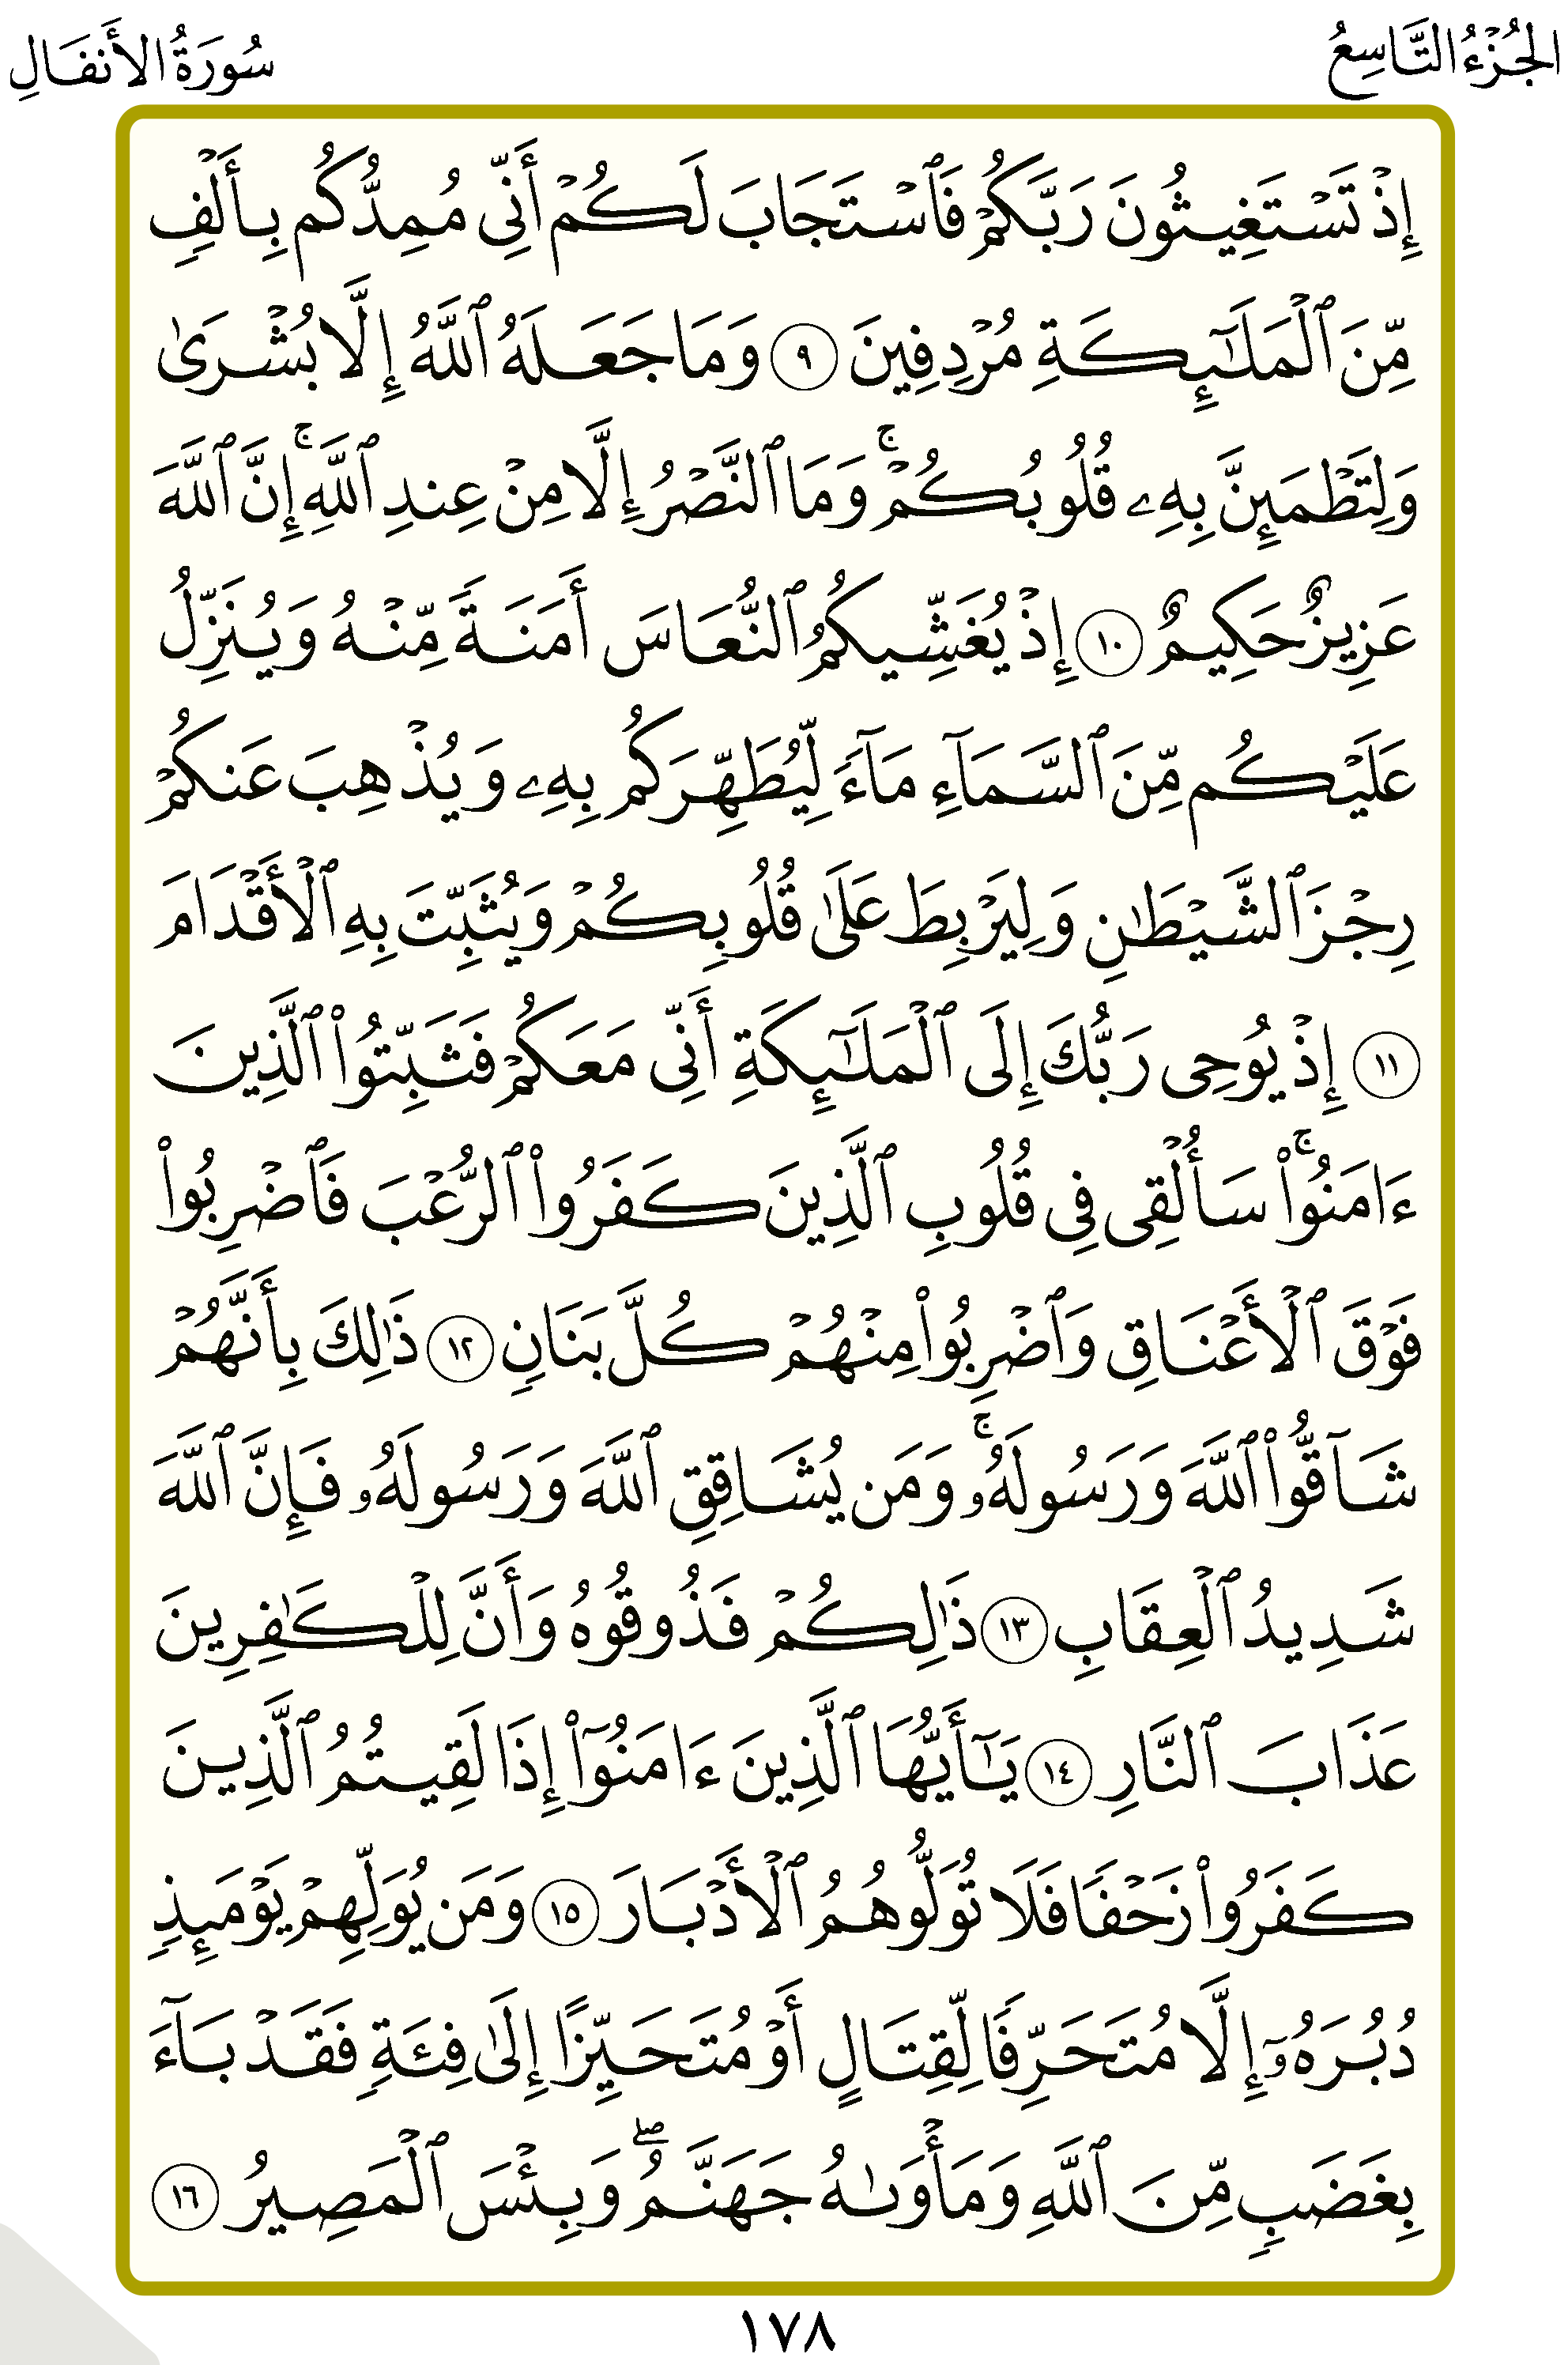 الجُزْءُ التَّاسِعُ
سُورَةُ الأَنفَالِ
إِذْ تَسْتَغِيثُونَ رَبَّكُمْ فَٱسْتَجَابَ لَكُمْ أَنِّى مُمِدُّكُم بِأَلْفٍ
مِّنَ ٱلْمَلَٰٓئِكَةِ مُرْدِفِينَ ٩ وَمَا جَعَلَهُ ٱللَّهُ إِلَّا بُشْرَىٰ
وَلِتَطْمَئِنَّ بِهِۦ قُلُوبُكُمْ ۚ وَمَا ٱلنَّصْرُ إِلَّا مِنْ عِندِ ٱللَّهِ ۚ إِنَّ ٱللَّهَ
عَزِيزٌ حَكِيمٌ ١٠ إِذْ يُغَشِّيكُمُ ٱلنُّعَاسَ أَمَنَةً مِّنْهُ وَيُنَزِّلُ
عَلَيْكُم مِّنَ ٱلسَّمَآءِ مَآءً لِّيُطَهِّرَكُم بِهِۦ وَيُذْهِبَ عَنكُمْ
رِجْزَ ٱلشَّيْطَٰنِ وَلِيَرْبِطَ عَلَىٰ قُلُوبِكُمْ وَيُثَبِّتَ بِهِ ٱلْأَقْدَامَ
١١ إِذْ يُوحِى رَبُّكَ إِلَى ٱلْمَلَٰٓئِكَةِ أَنِّى مَعَكُمْ فَثَبِّتُوا۟ ٱلَّذِينَ
ءَامَنُوا۟ ۚ سَأُلْقِى فِى قُلُوبِ ٱلَّذِينَ كَفَرُوا۟ ٱلرُّعْبَ فَٱضْرِبُوا۟
فَوْقَ ٱلْأَعْنَاقِ وَٱضْرِبُوا۟ مِنْهُمْ كُلَّ بَنَانٍ ١٢ ذَٰلِكَ بِأَنَّهُمْ
شَآقُّوا۟ ٱللَّهَ وَرَسُولَهُۥ ۚ وَمَن يُشَاقِقِ ٱللَّهَ وَرَسُولَهُۥ فَإِنَّ ٱللَّهَ
شَدِيدُ ٱلْعِقَابِ ١٣ ذَٰلِكُمْ فَذُوقُوهُ وَأَنَّ لِلْكَٰفِرِينَ
عَذَابَ ٱلنَّارِ ١٤ يَٰٓأَيُّهَا ٱلَّذِينَ ءَامَنُوٓا۟ إِذَا لَقِيتُمُ ٱلَّذِينَ
كَفَرُوا۟ زَحْفًا فَلَا تُوَلُّوهُمُ ٱلْأَدْبَارَ ١٥ وَمَن يُوَلِّهِمْ يَوْمَئِذٍ
دُبُرَهُۥٓ إِلَّا مُتَحَرِّفًا لِّقِتَالٍ أَوْ مُتَحَيِّزًا إِلَىٰ فِئَةٍ فَقَدْ بَآءَ
بِغَضَبٍ مِّنَ ٱللَّهِ وَمَأْوَىٰهُ جَهَنَّمُ ۖ وَبِئْسَ ٱلْمَصِيرُ ١٦
١٧٨